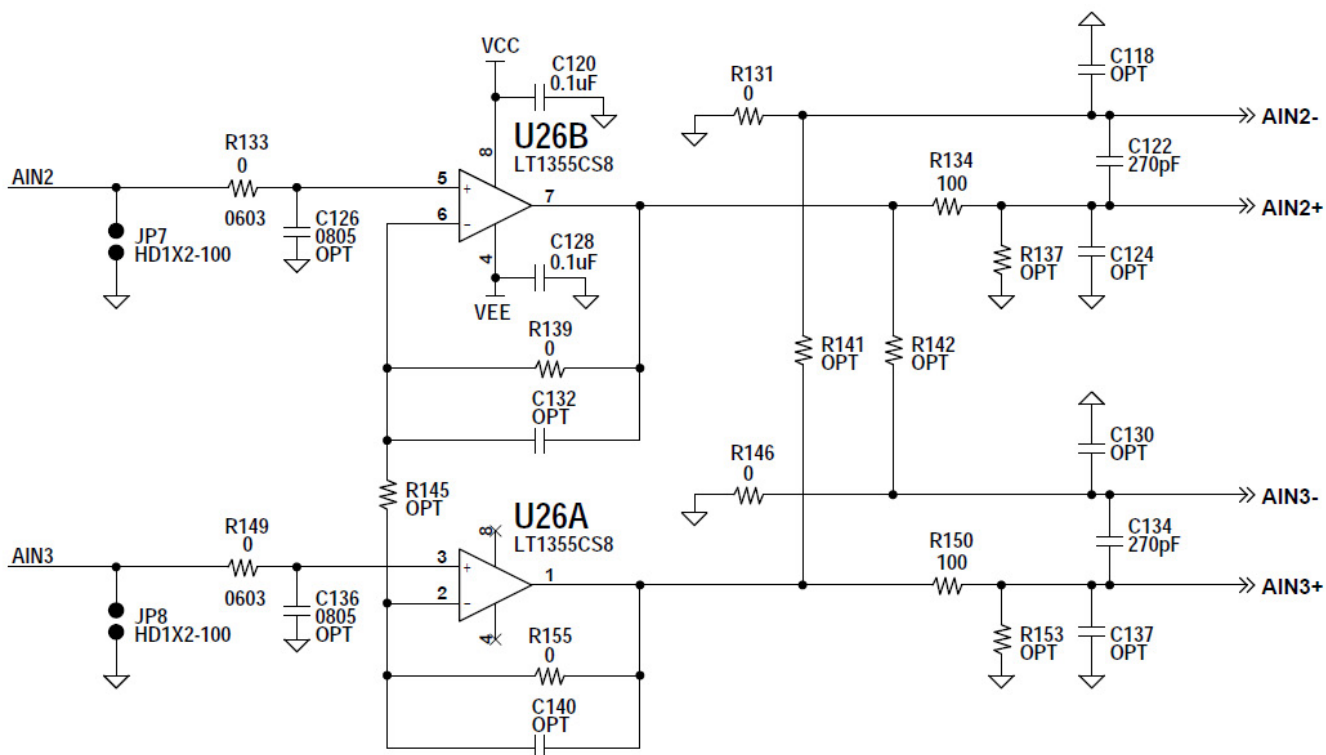 VCC
C120
0.1uF
U26B
LT1355CS8
R131
0
C118
OPT
AIN2-
R133
0
0603
AIN2
JP7
HD1X2-100
C126
0805
OPT
5
+
6
−
8
4
7
C128
0.1uF
VEE
R134
100
C122
270pF
AIN2+
R137
OPT
C124
OPT
R139
0
C132
OPT
R141
OPT
R142
OPT
R145
OPT
R146
0
C130
OPT
AIN3-
U26A
LT1355CS8
R149
0
0603
AIN3
JP8
HD1X2-100
C136
0805
OPT
3
+
2
−
8
4
1
R150
100
C134
270pF
AIN3+
R153
OPT
C137
OPT
R155
0
C140
OPT